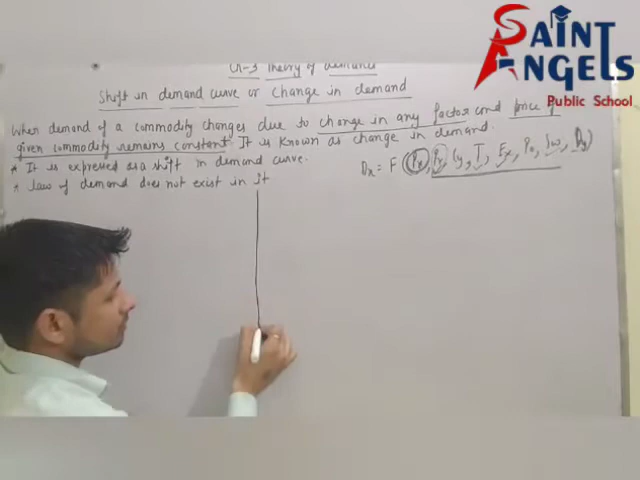 SAINT
ANGELS
Public School
Ch-3 Theory of demand
Shift in demand curve or change in demand
When demand of a commodity changes due to change in any factor and price of
given commodity remains constant It is known as change in demand.
* It is expressed as a shift in demand curve.
* Law of demand does not exist in it
Dx = F (Px, Py, Y, T, Ex, Po,